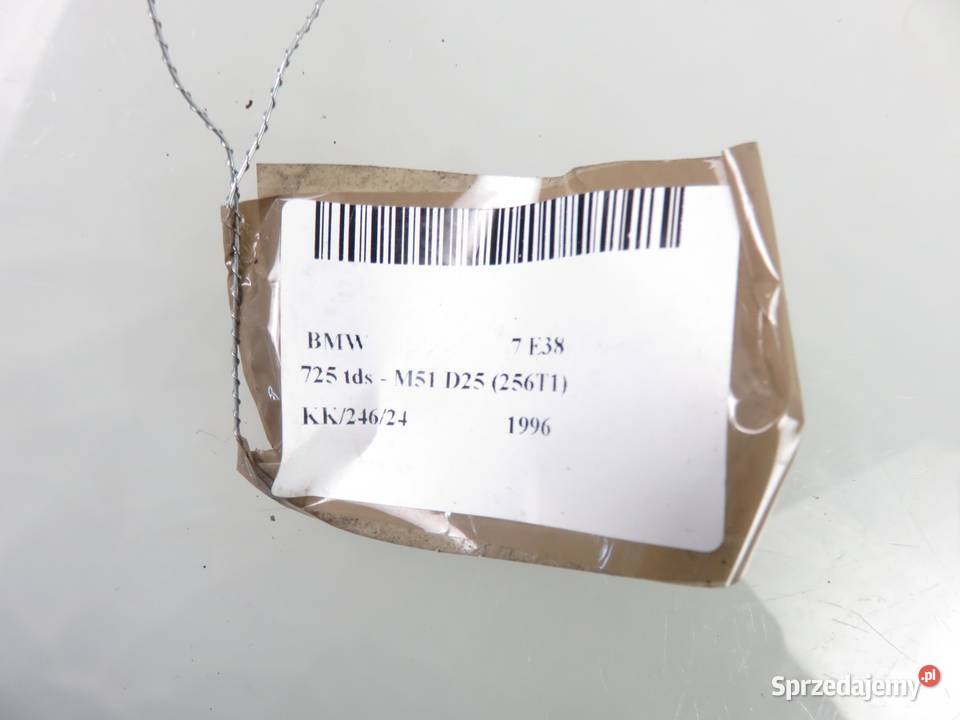 BMW 7 E38
725 tds - M51 D25 (256T1)
KK/246/24 1996
Sprzedajemy.pl